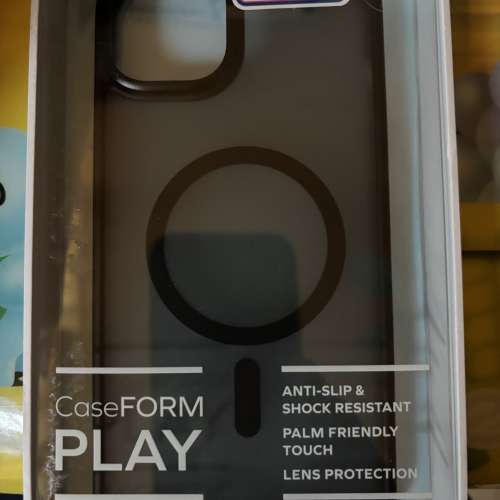 CaseFORM
PLAY
ANTI-SLIP &
SHOCK RESISTANT
PALM FRIENDLY
TOUCH
LENS PROTECTION